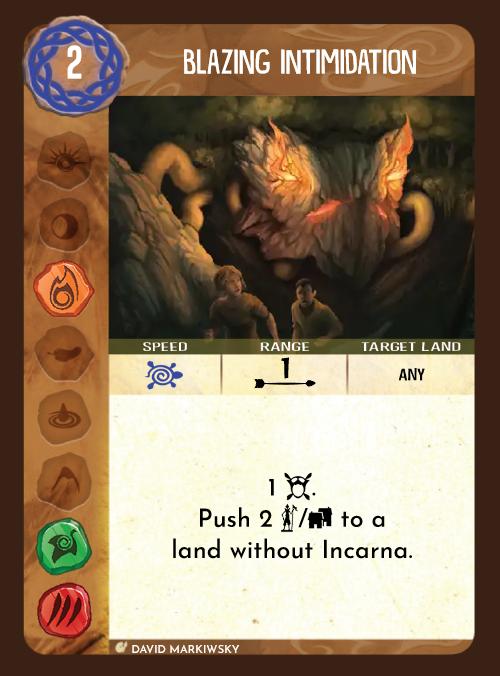 2
BLAZING INTIMIDATION
SPEED RANGE TARGET LAND
1 ANY
1 .
Push 2 / to a
land without Incarna.
DAVID MARKIWSKY